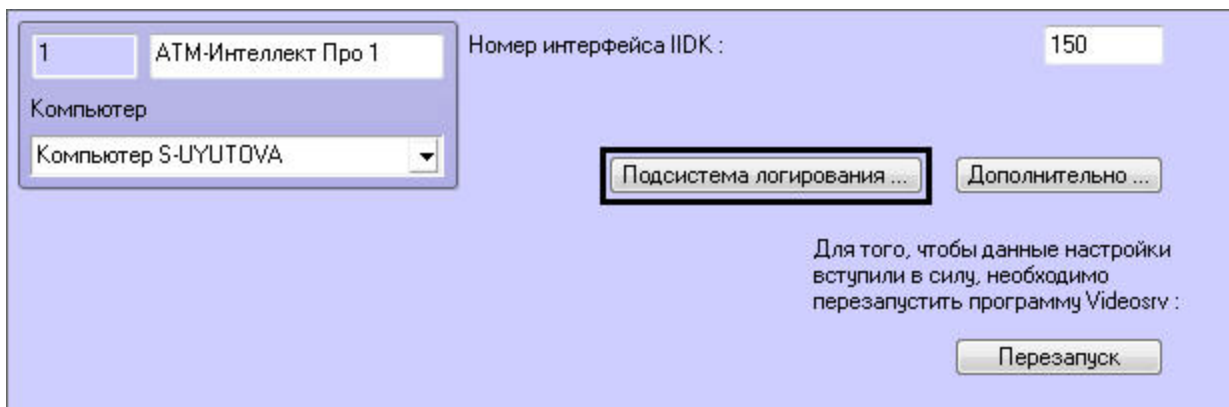 1
АТМ-Интеллект Про 1
Номер интерфейса IIDK :
150
Компьютер
Компьютер S-UYUTOVA
Подсистема логирования ...
Дополнительно ...
Для того, чтобы данные настройки
вступили в силу, необходимо
перезапустить программу Videosrv :
Перезапуск